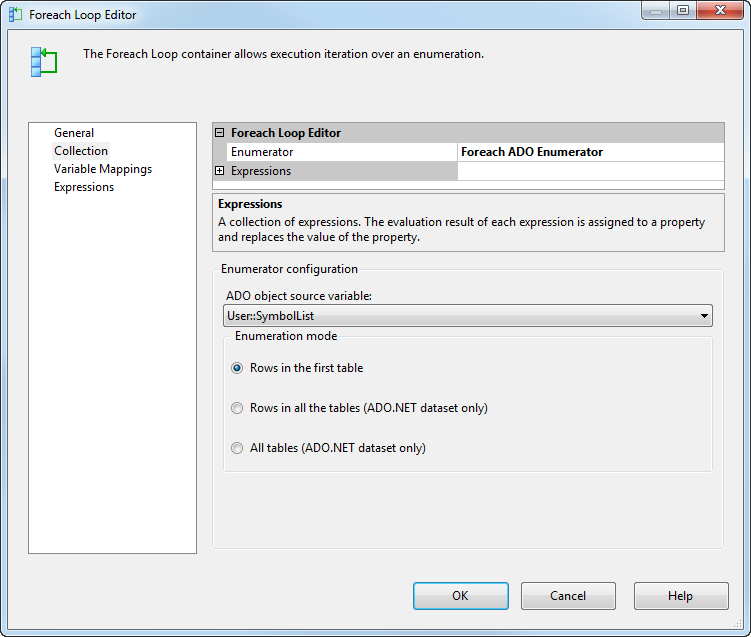 Foreach Loop Editor
The Foreach Loop container allows execution iteration over an enumeration.
General
Collection
Variable Mappings
Expressions
Foreach Loop Editor
Enumerator Foreach ADO Enumerator
Expressions
Expressions
A collection of expressions. The evaluation result of each expression is assigned to a property
and replaces the value of the property.
Enumerator configuration
ADO object source variable:
User::SymbolList
Enumeration mode
Rows in the first table
Rows in all the tables (ADO.NET dataset only)
All tables (ADO.NET dataset only)
OK Cancel Help